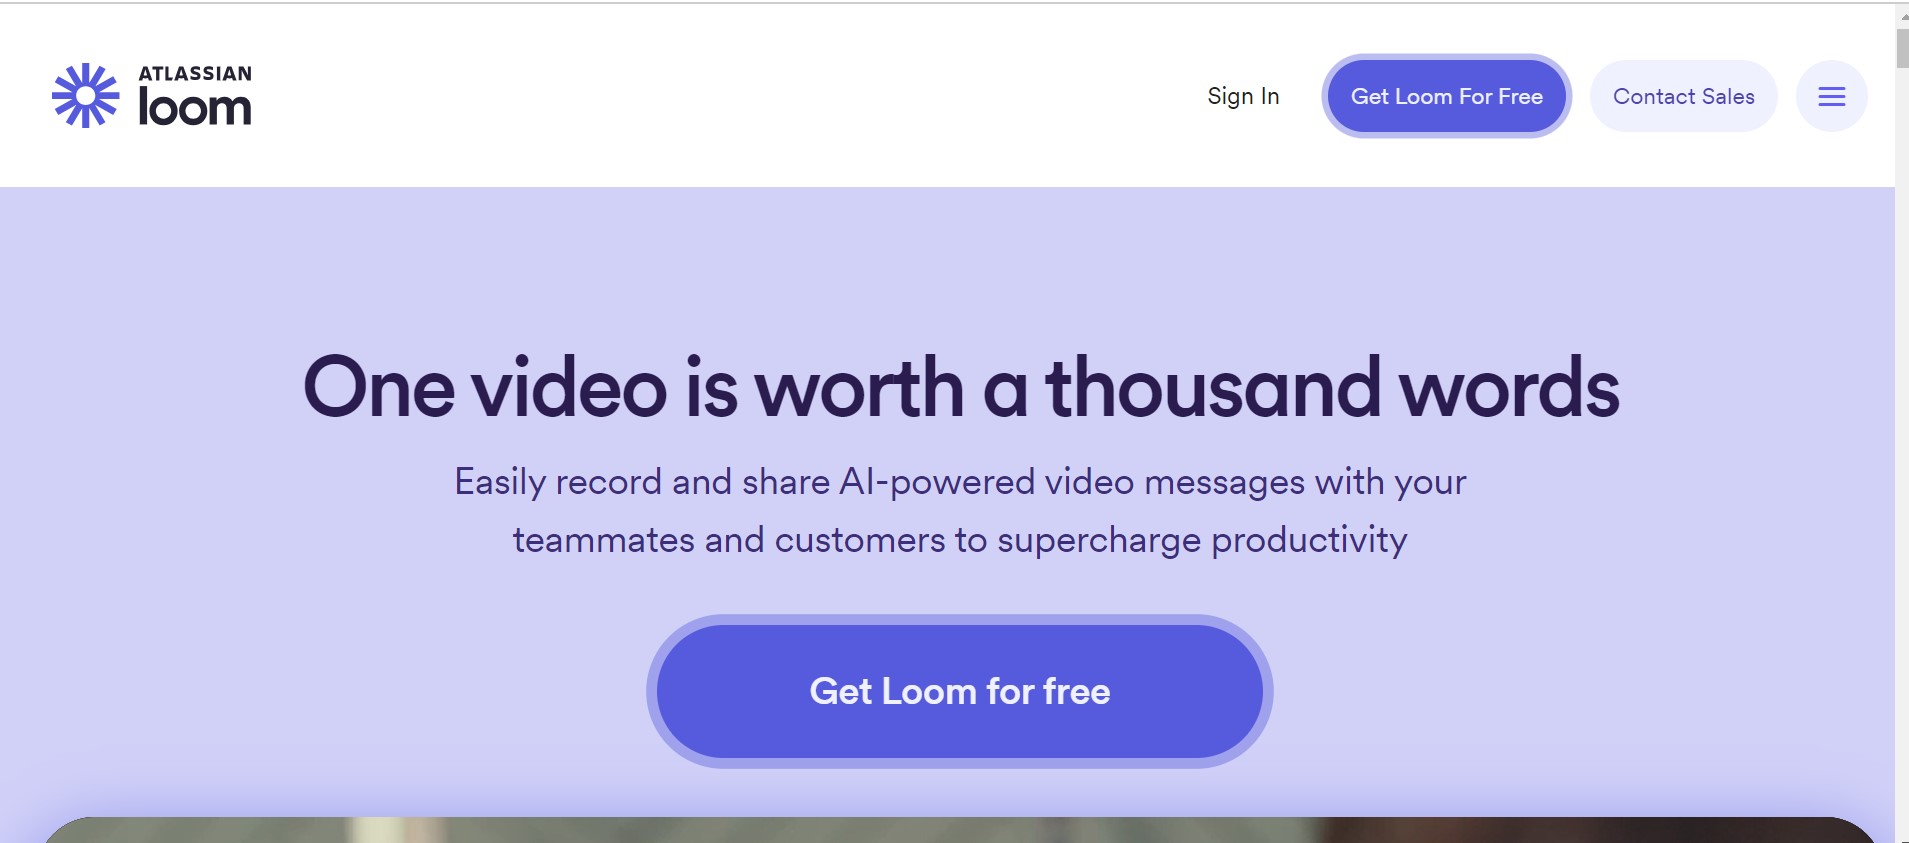 ATLASSIAN
loom
Sign In
Get Loom For Free
Contact Sales
One video is worth a thousand words
Easily record and share AI-powered video messages with your
teammates and customers to supercharge productivity
Get Loom for free